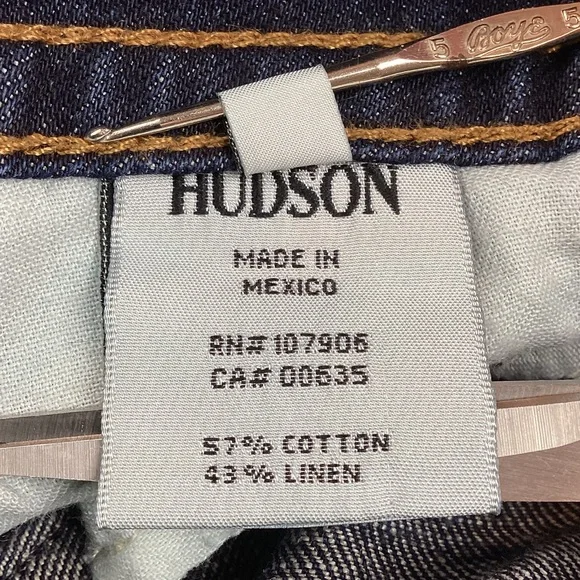 5 Boye 5
HUDSON
MADE IN
MEXICO
RN# 107906
CA# 00635
57% COTTON
43% LINEN